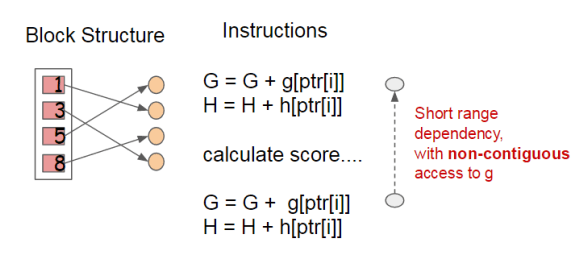 Block Structure
Instructions
1
3
5
8
G = G + g[ptr[i]]
H = H + h[ptr[i]]
calculate score....
G = G +  g[ptr[i]]
H = H + h[ptr[i]]
Short range
dependency,
with non-contiguous
access to g